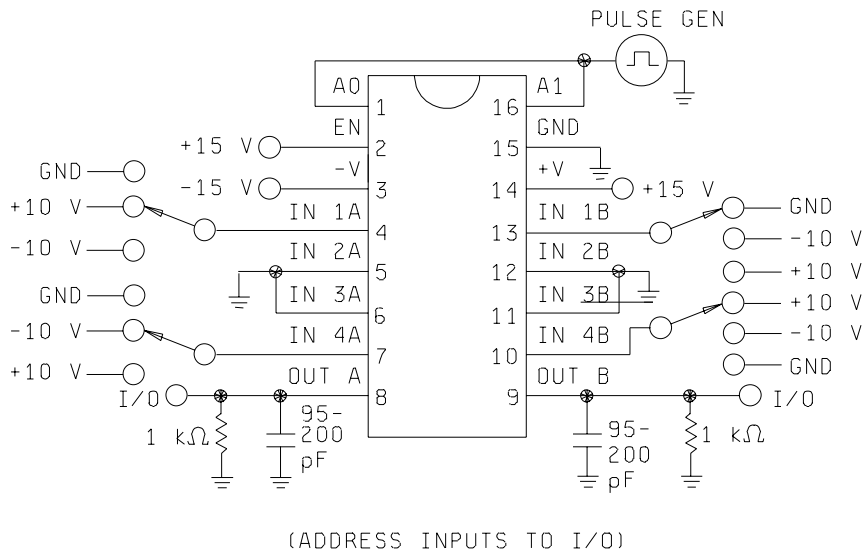 PULSE GEN
A0 A1
1 16
EN GND
+15 V 2 15
-V +V
GND -15 V 3 14 +15 V
+10 V IN 1A IN 1B GND
4 13 -10 V
-10 V IN 2A IN 2B
5 12 +10 V
GND IN 3A IN 3B +10 V
6 11
-10 V IN 4A IN 4B -10 V
7 10
+10 V OUT A OUT B GND
I/O 8 9 I/O
1 kΩ 95-200 pF 95-200 pF 1 kΩ
(ADDRESS INPUTS TO I/O)